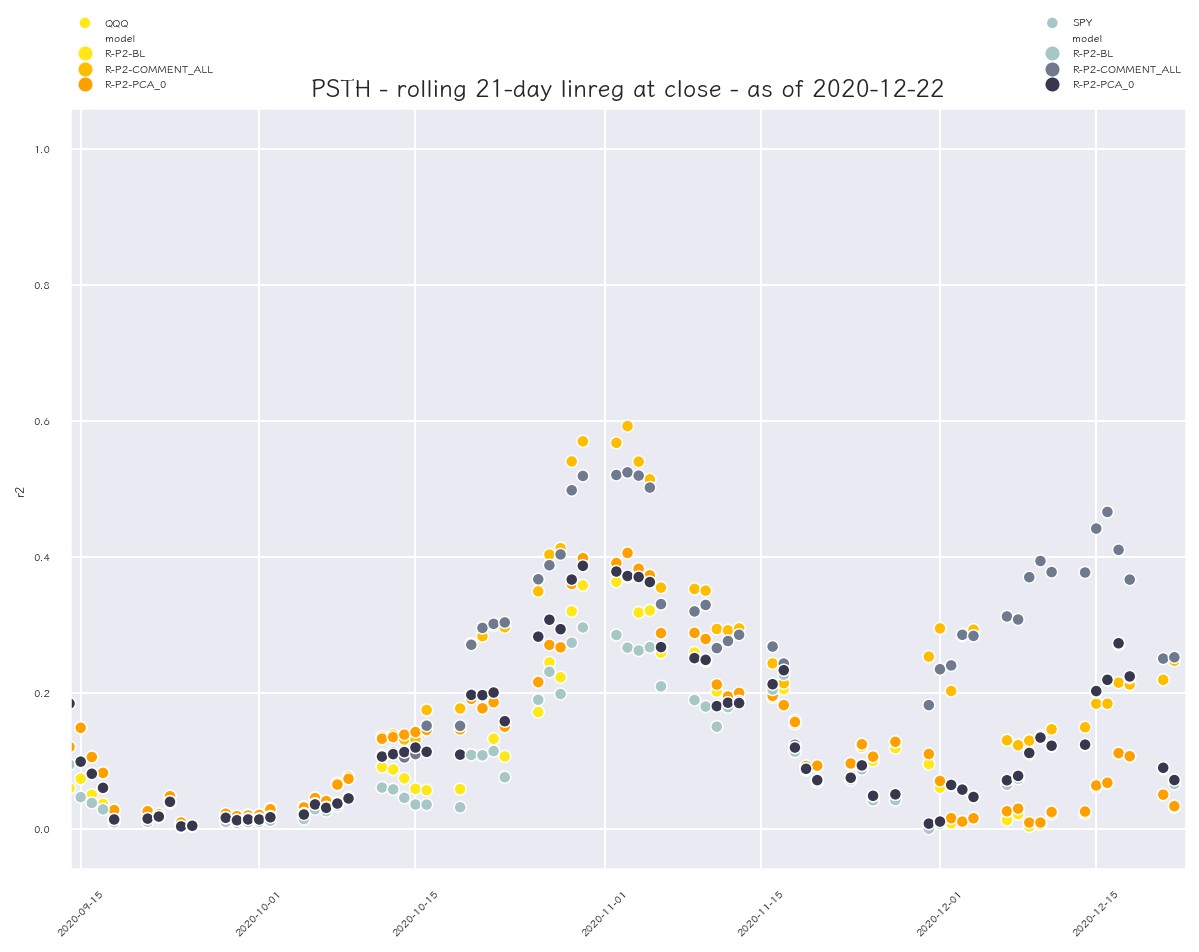 QQQ
model
R-P2-BL
R-P2-COMMENT_ALL
R-P2-PCA_0
SPY
model
R-P2-BL
R-P2-COMMENT_ALL
R-P2-PCA_0
PSTH - rolling 21-day linreg at close - as of 2020-12-22
1.0
0.8
0.6
0.4
0.2
0.0
r2
2020-09-15
2020-10-01
2020-10-15
2020-11-01
2020-11-15
2020-12-01
2020-12-15